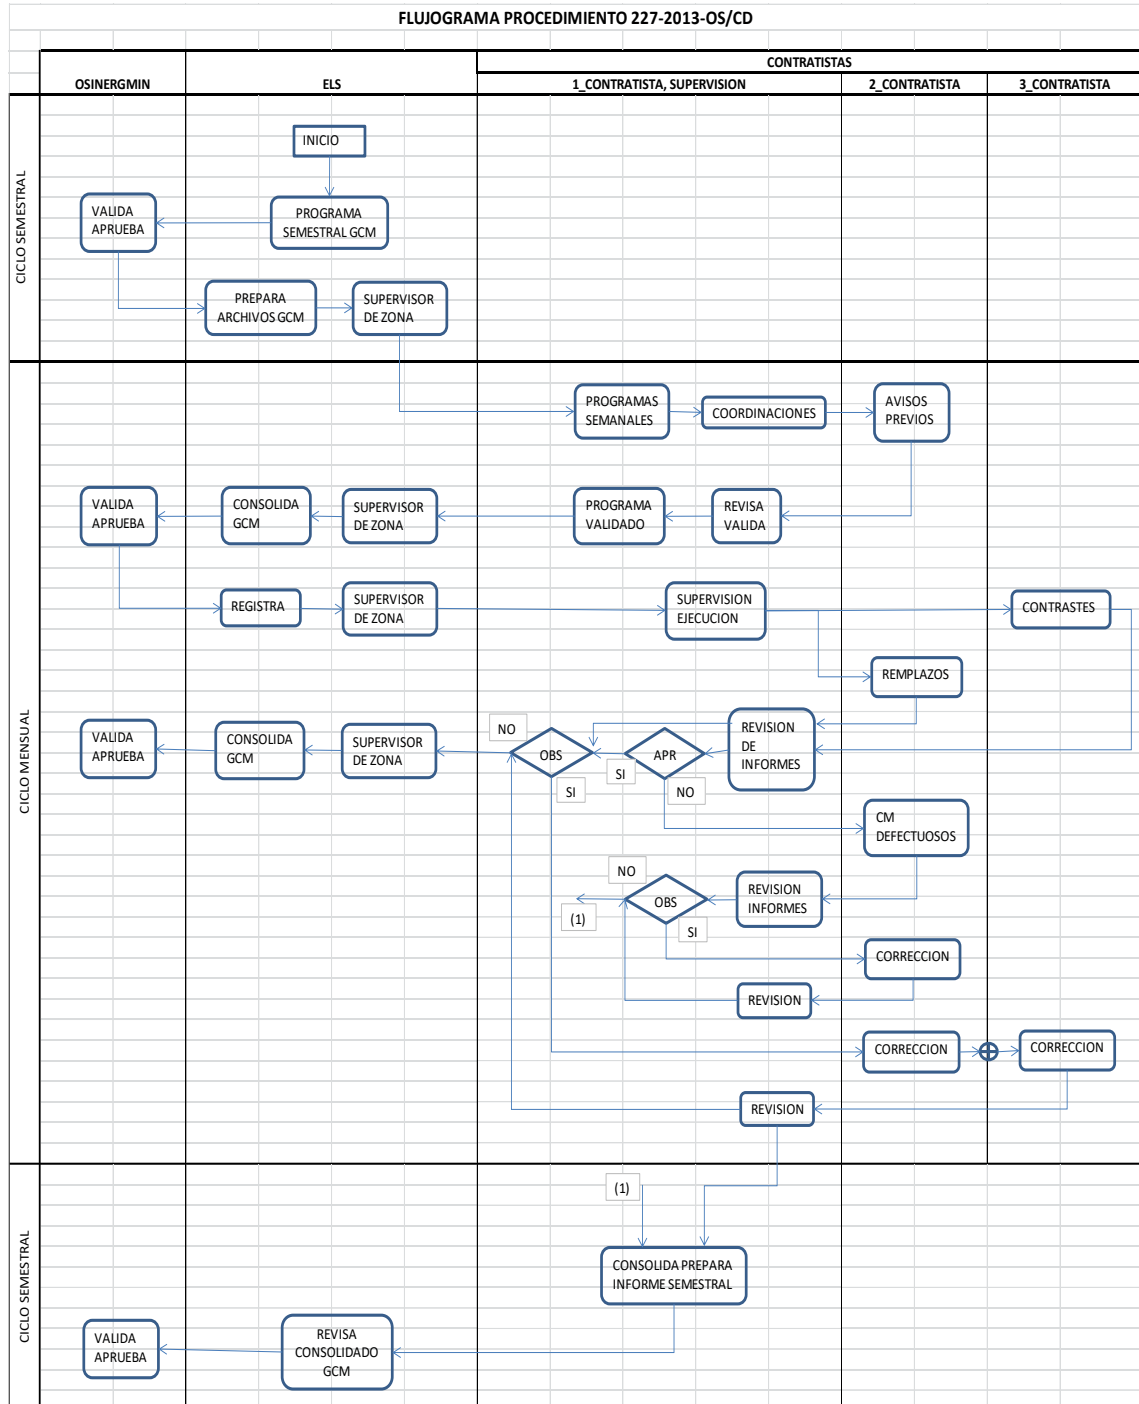 FLUJOGRAMA PROCEDIMIENTO 227-2013-OS/CD
CONTRATISTAS
OSINERGMIN
ELS
1_CONTRATISTA, SUPERVISION
2_CONTRATISTA
3_CONTRATISTA
CICLO SEMESTRAL
INICIO
VALIDA
APRUEBA
PROGRAMA
SEMESTRAL GCM
PREPARA
ARCHIVOS GCM
SUPERVISOR
DE ZONA
CICLO MENSUAL
PROGRAMAS
SEMANALES
COORDINACIONES
AVISOS
PREVIOS
VALIDA
APRUEBA
CONSOLIDA
GCM
SUPERVISOR
DE ZONA
PROGRAMA
VALIDADO
REVISA
VALIDA
REGISTRA
SUPERVISOR
DE ZONA
SUPERVISION
EJECUCION
CONTRASTES
REMPLAZOS
VALIDA
APRUEBA
CONSOLIDA
GCM
SUPERVISOR
DE ZONA
NO
OBS
SI
APR
SI
NO
REVISION
DE
INFORMES
CM
DEFECTUOSOS
NO
(1)
OBS
SI
REVISION
INFORMES
CORRECCION
REVISION
CORRECCION
CORRECCION
REVISION
CICLO SEMESTRAL
(1)
CONSOLIDA PREPARA
INFORME SEMESTRAL
VALIDA
APRUEBA
REVISA
CONSOLIDADO
GCM